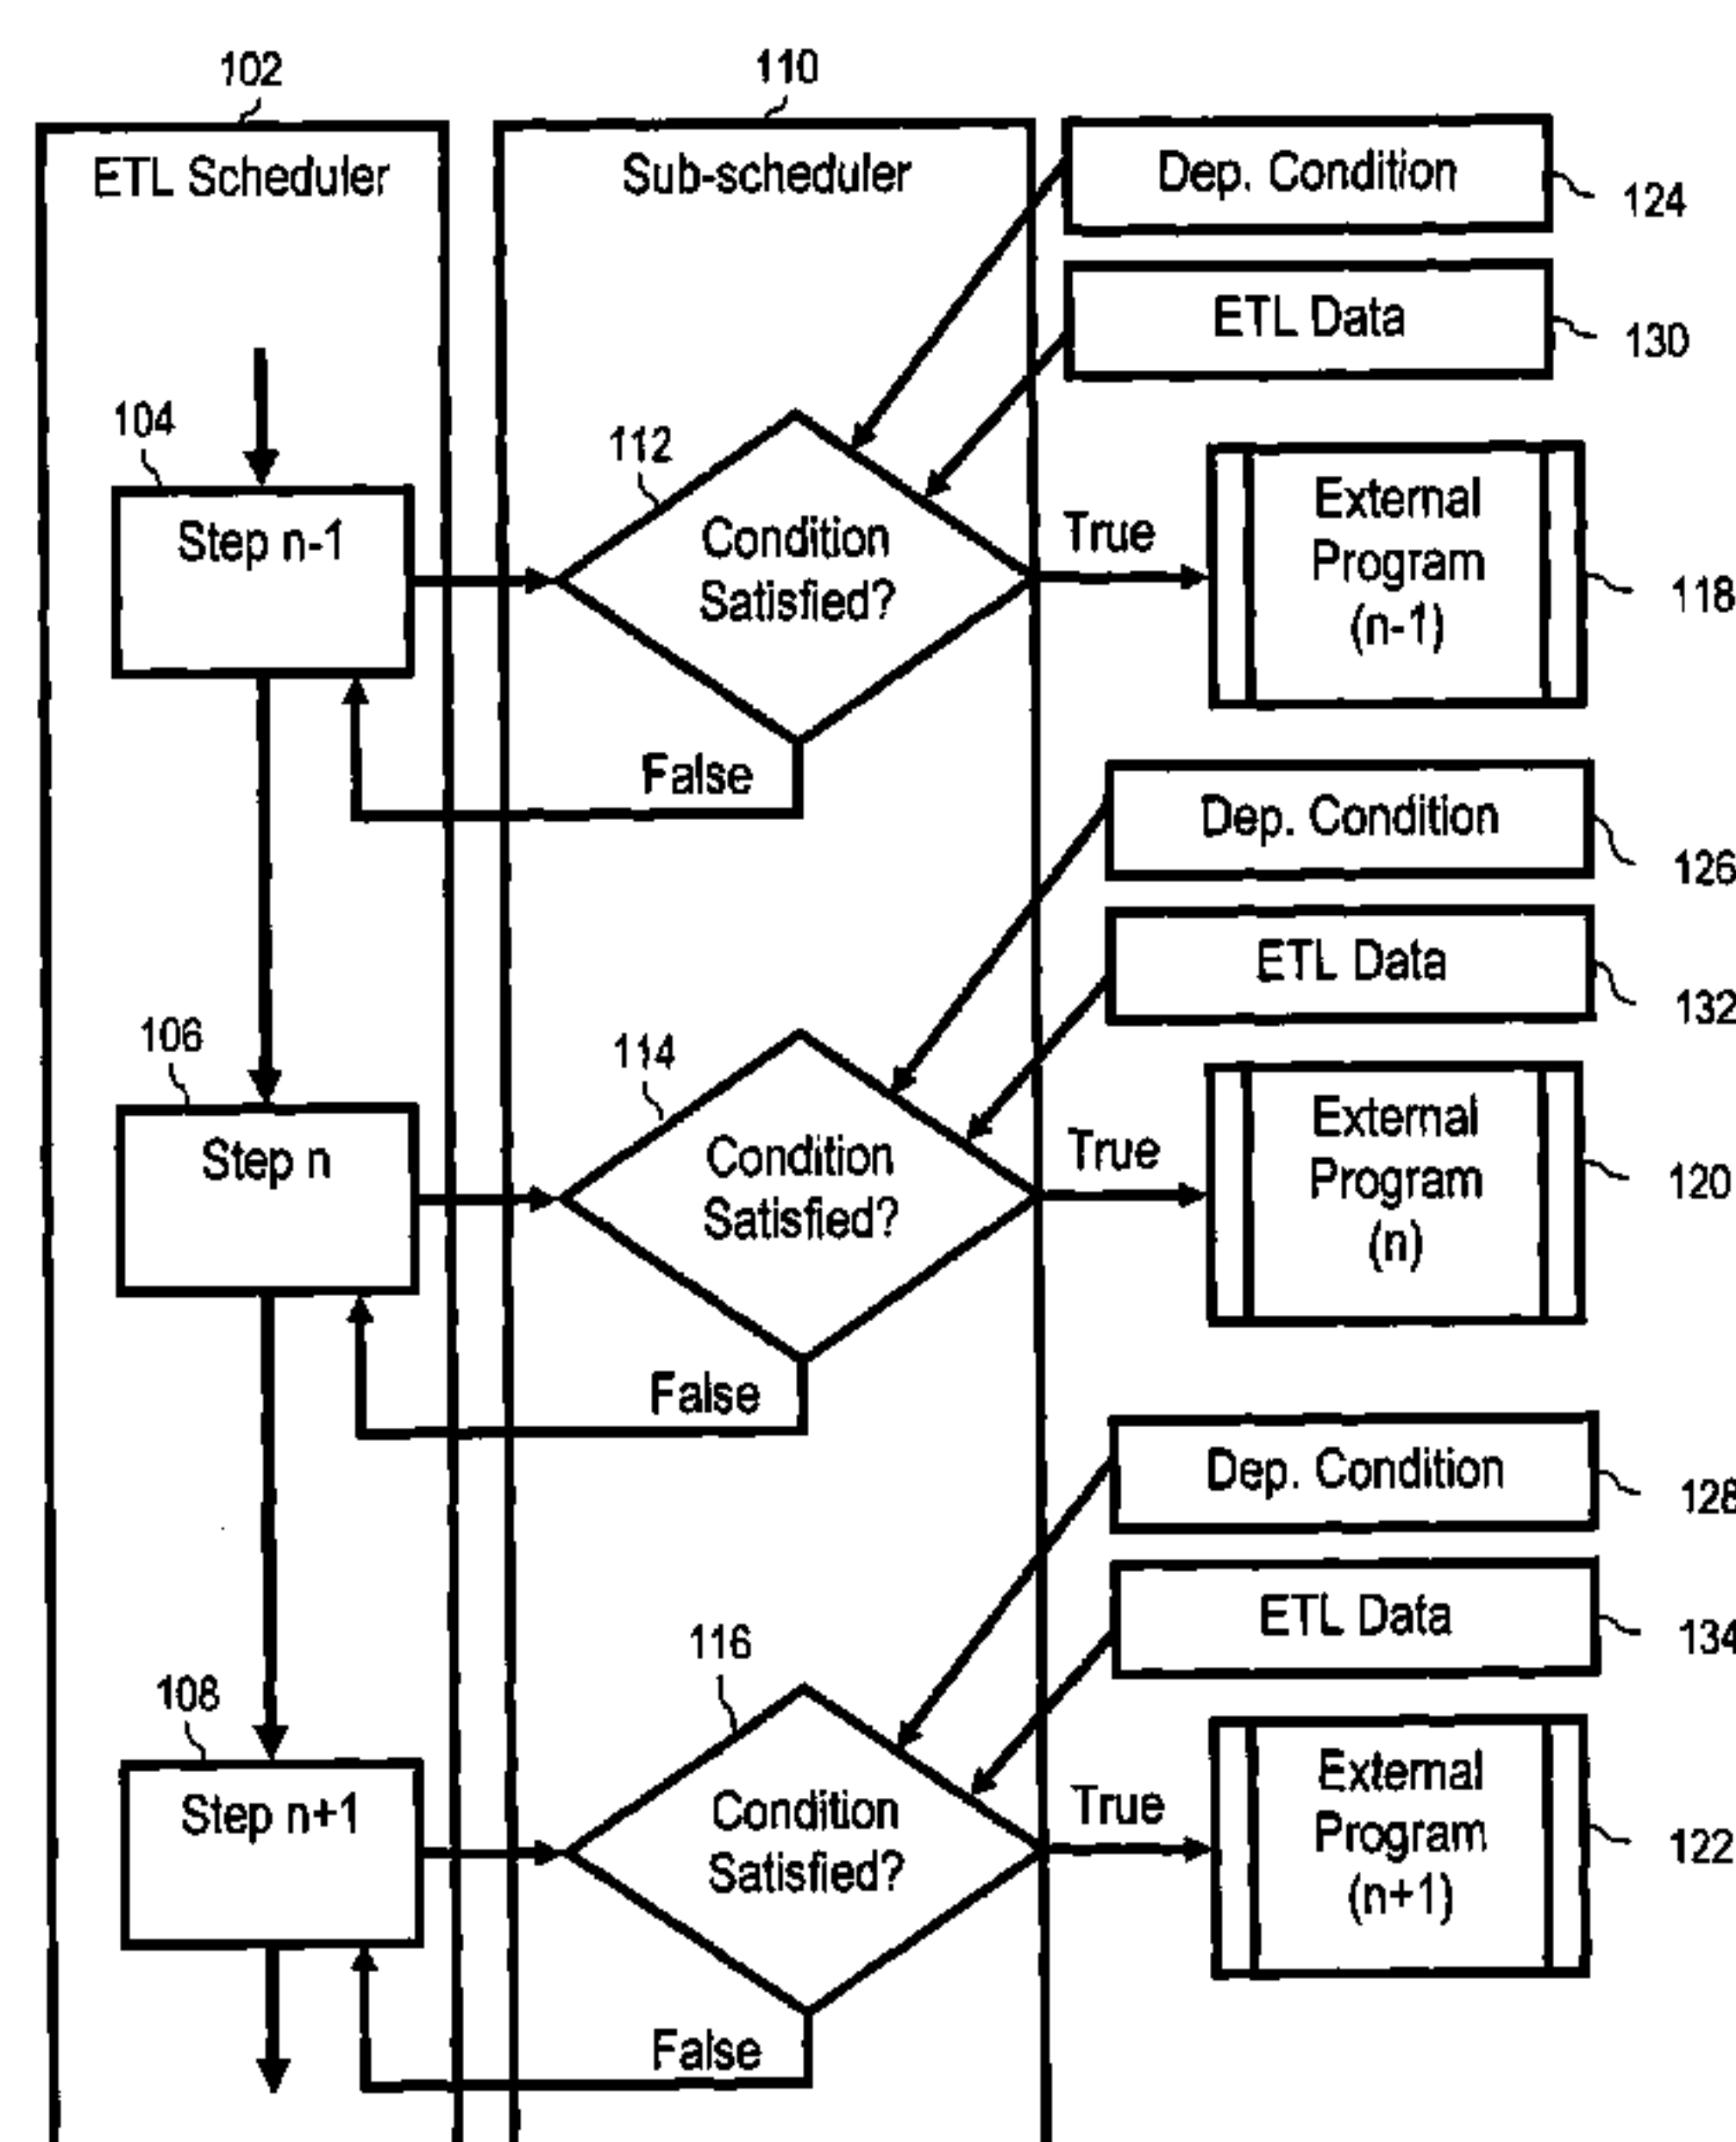 102
110
ETL Scheduler
Sub-scheduler
Dep. Condition
124
ETL Data
130
104
112
Step n-1
Condition
Satisfied?
True
External
Program
(n-1)
118
False
Dep. Condition
126
ETL Data
132
106
114
Step n
Condition
Satisfied?
True
External
Program
(n)
120
False
Dep. Condition
128
ETL Data
134
108
116
Step n+1
Condition
Satisfied?
True
External
Program
(n+1)
122
False